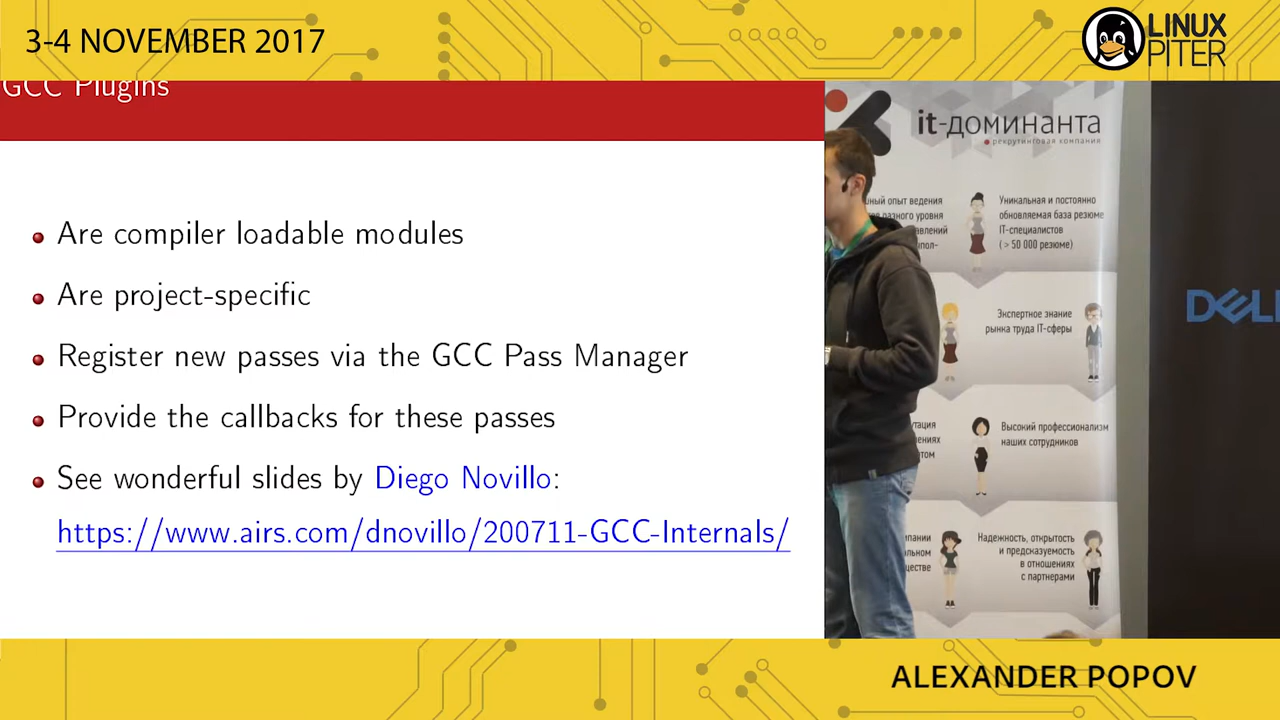 3-4 NOVEMBER 2017
LINUX
PITER
GCC Plugins
Are compiler loadable modules
Are project-specific
Register new passes via the GCC Pass Manager
Provide the callbacks for these passes
See wonderful slides by Diego Novillo:
https://www.airs.com/dnovillo/200711-GCC-Internals/
it-доминанта
рекрутинговая компания
ведения
разного уровня
Уникальная и постоянно
обновляемая база резюме
IT-специалистов
( > 50 000 резюме)
Экспертное знание
рынка труда IT-сферы
DELL
Высокий профессионализм
наших сотрудников
Надежность, открытость
и предсказуемость
в отношениях
с партнерами
ALEXANDER POPOV